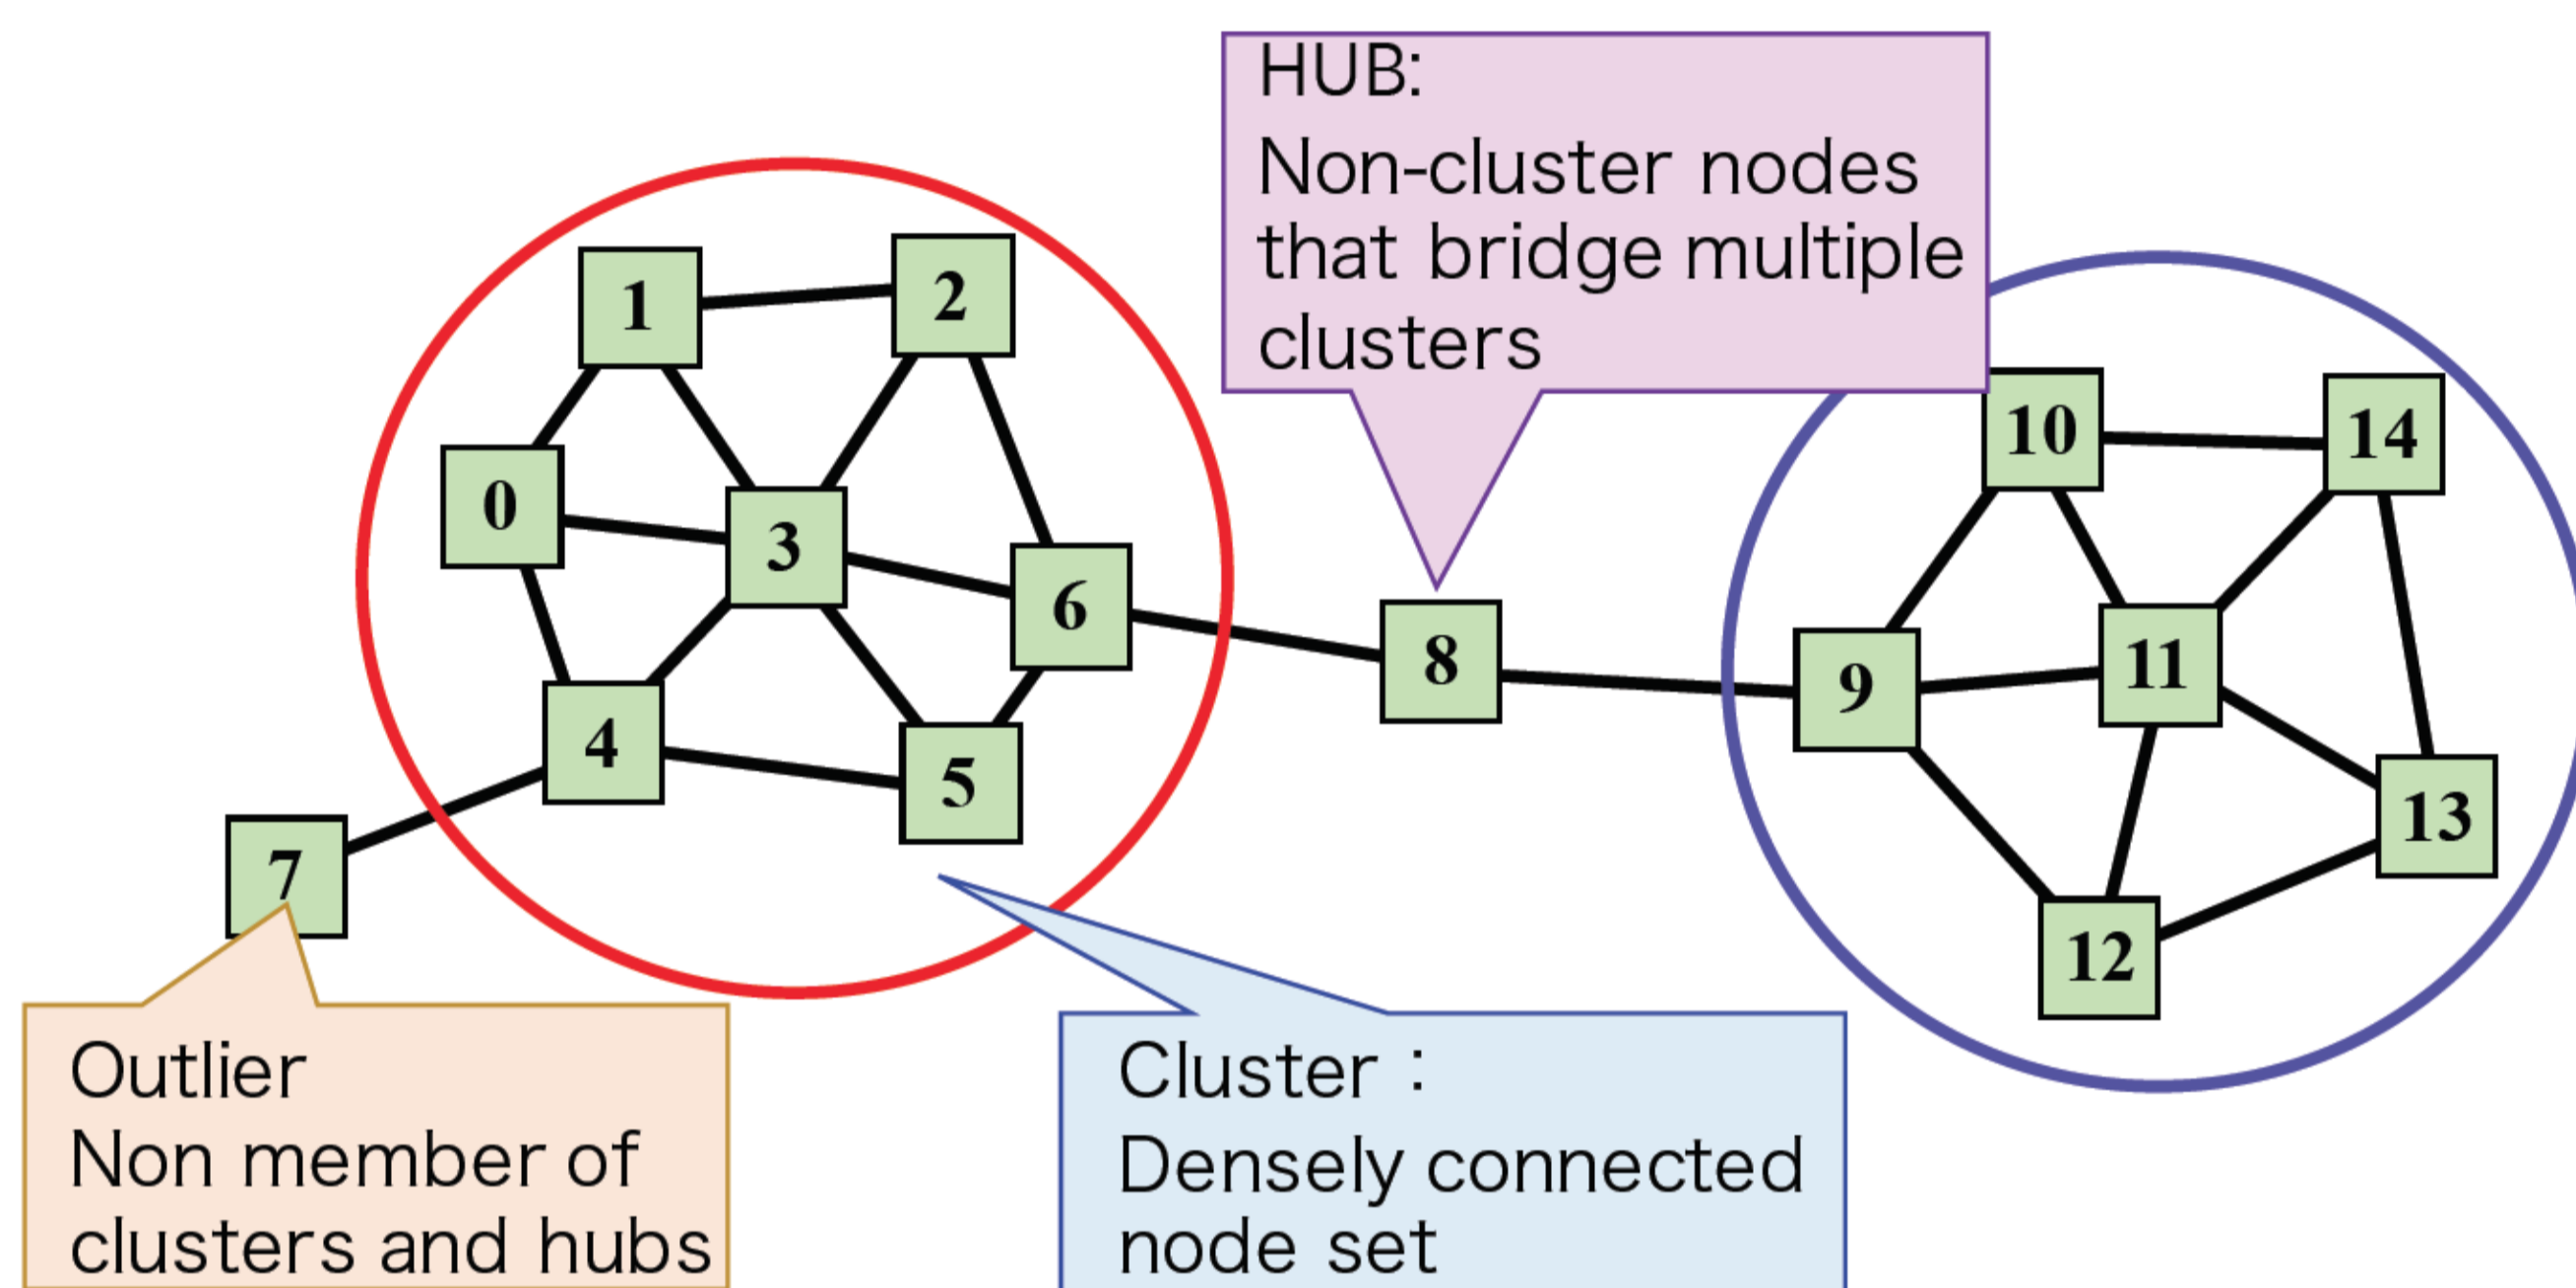 HUB:
Non-cluster nodes
that bridge multiple
clusters
1
2
0
3
6
4
5
7
8
10
14
9
11
13
12
Outlier
Non member of
clusters and hubs
Cluster：
Densely connected
node set